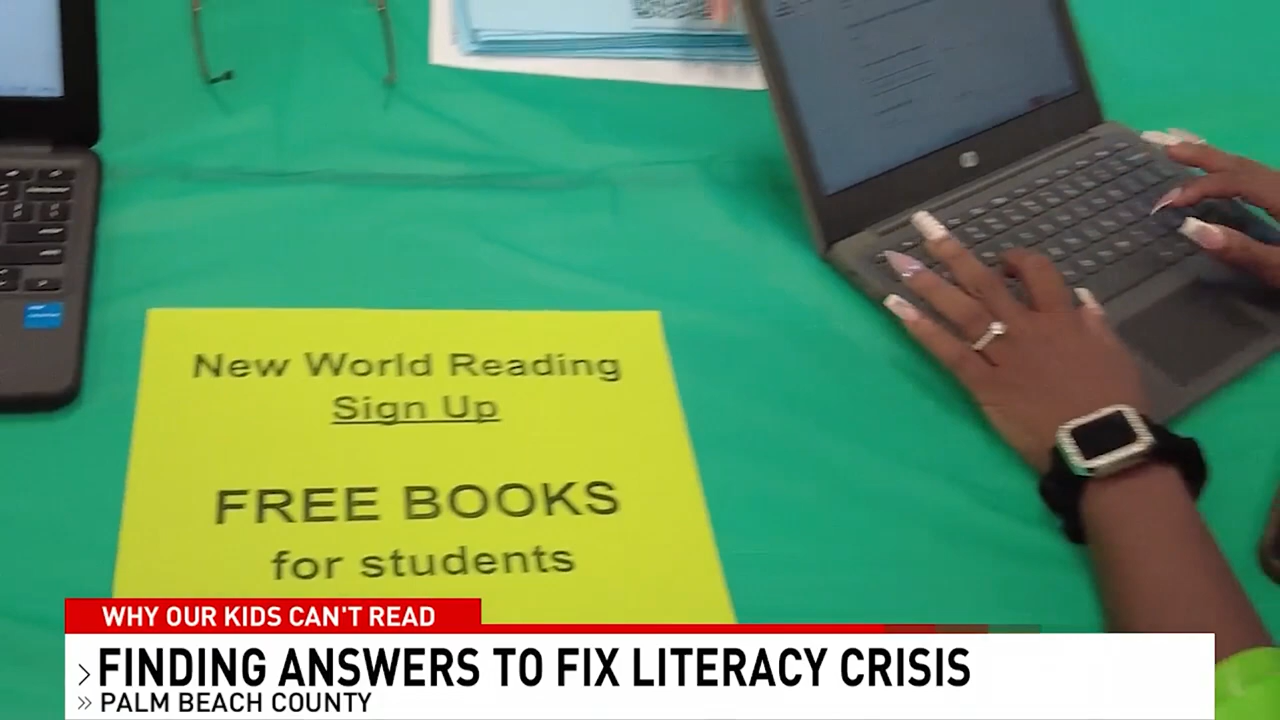 hp
New World Reading
Sign Up
FREE BOOKS
for students
WHY OUR KIDS CAN'T READ
FINDING ANSWERS TO FIX LITERACY CRISIS
PALM BEACH COUNTY